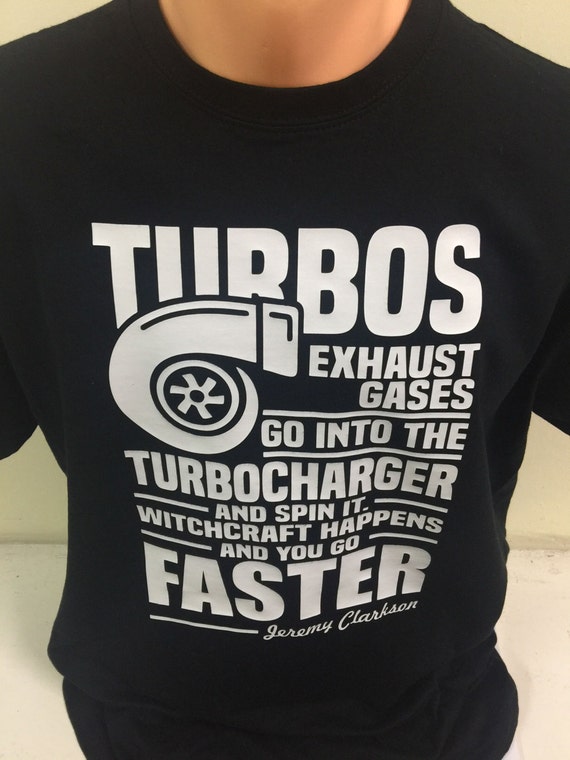 TURBOS
EXHAUST
GASES
GO INTO THE
TURBOCHARGER
AND SPIN IT.
WITCHCRAFT HAPPENS
AND YOU GO
FASTER
Jeremy Clarkson